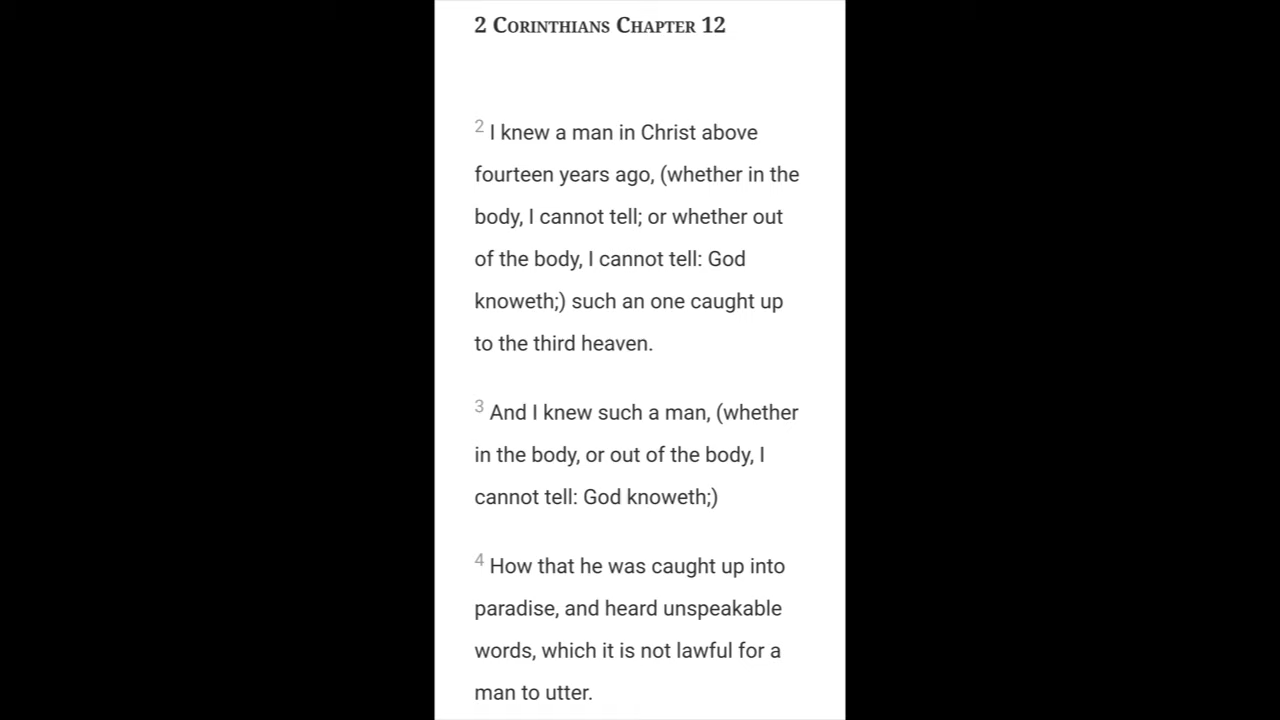 2 Corinthians Chapter 12
2 I knew a man in Christ above
fourteen years ago, (whether in the
body, I cannot tell; or whether out
of the body, I cannot tell: God
knoweth;) such an one caught up
to the third heaven.
3 And I knew such a man, (whether
in the body, or out of the body, I
cannot tell: God knoweth;)
4 How that he was caught up into
paradise, and heard unspeakable
words, which it is not lawful for a
man to utter.